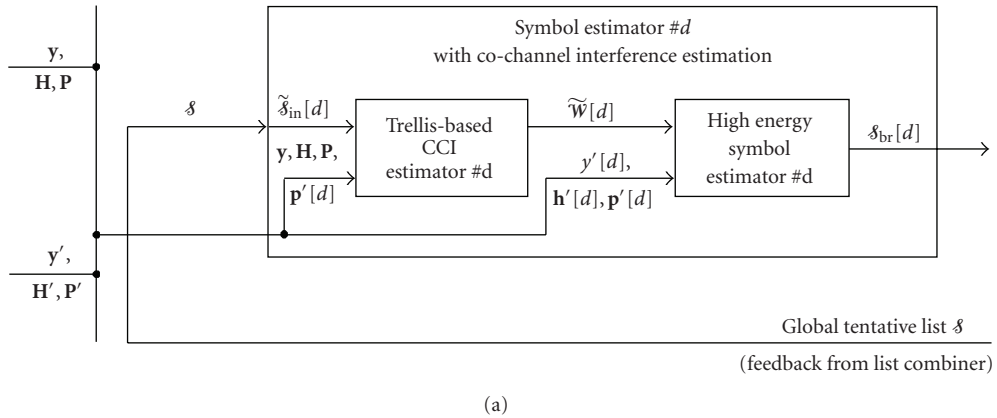 Symbol estimator #d
with co-channel interference estimation
y,
H, P
𝓈
𝓈̃in[d]
y, H, P,
p′[d]
Trellis-based
CCI
estimator #d
𝓌̃[d]
y′[d],
h′[d], p′[d]
High energy
symbol
estimator #d
𝓈br[d]
y′,
H′, P′
Global tentative list 𝓈
(feedback from list combiner)
(a)